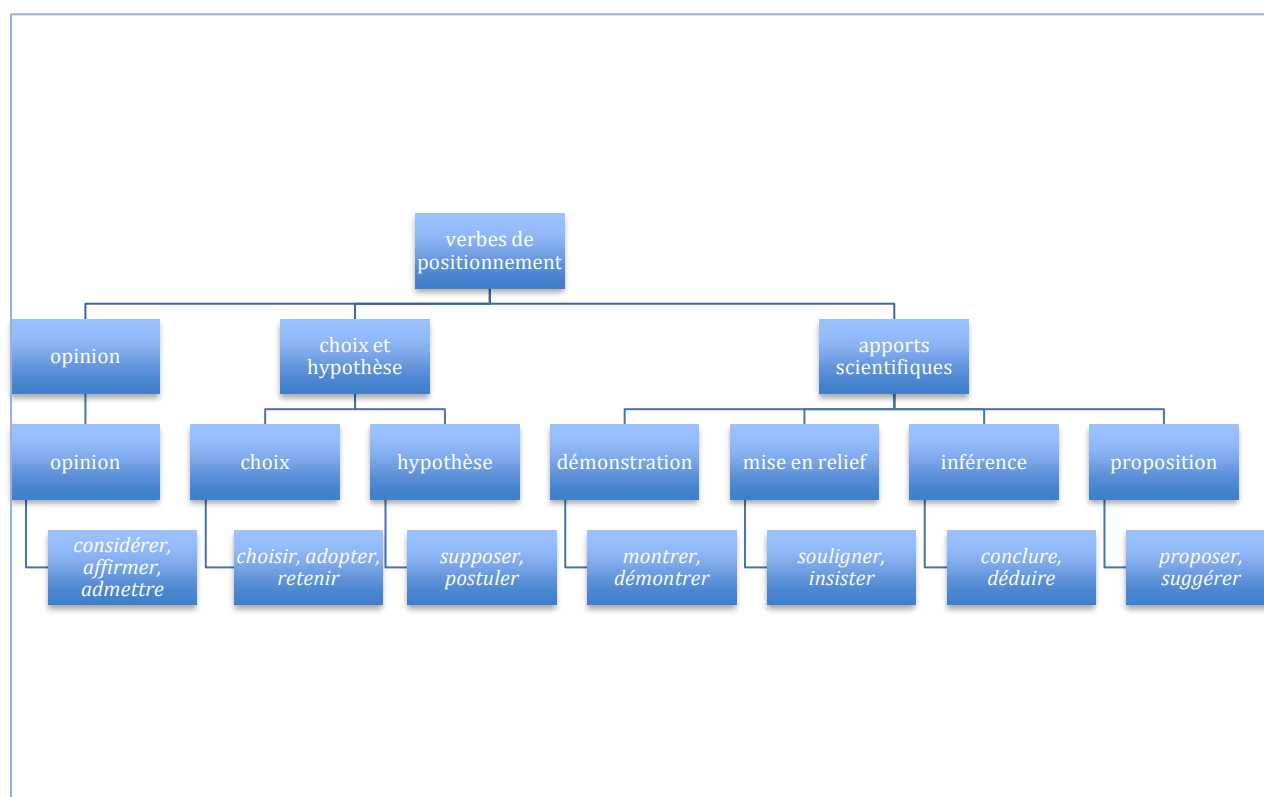 verbes de
positionnement
opinion
choix et
hypothèse
apports
scientifiques
opinion
choix
hypothèse
démonstration
mise en relief
inférence
proposition
considérer,
affirmer,
admettre
choisir, adopter,
retenir
supposer,
postuler
montrer,
démontrer
souligner,
insister
conclure,
déduire
proposer,
suggérer